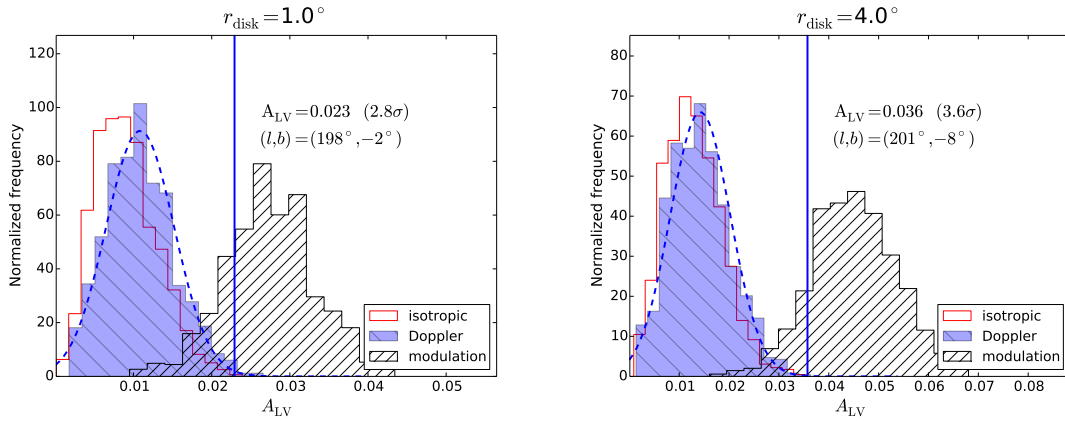 r_disk=1.0°
Normalized frequency
120
100
80
60
40
20
0
A_LV=0.023 (2.8σ)
(l,b)=(198°,−2°)
isotropic
Doppler
modulation
0.01 0.02 0.03 0.04 0.05
A_LV
r_disk=4.0°
Normalized frequency
80
70
60
50
40
30
20
10
0
A_LV=0.036 (3.6σ)
(l,b)=(201°,−8°)
isotropic
Doppler
modulation
0.01 0.02 0.03 0.04 0.05 0.06 0.07 0.08
A_LV